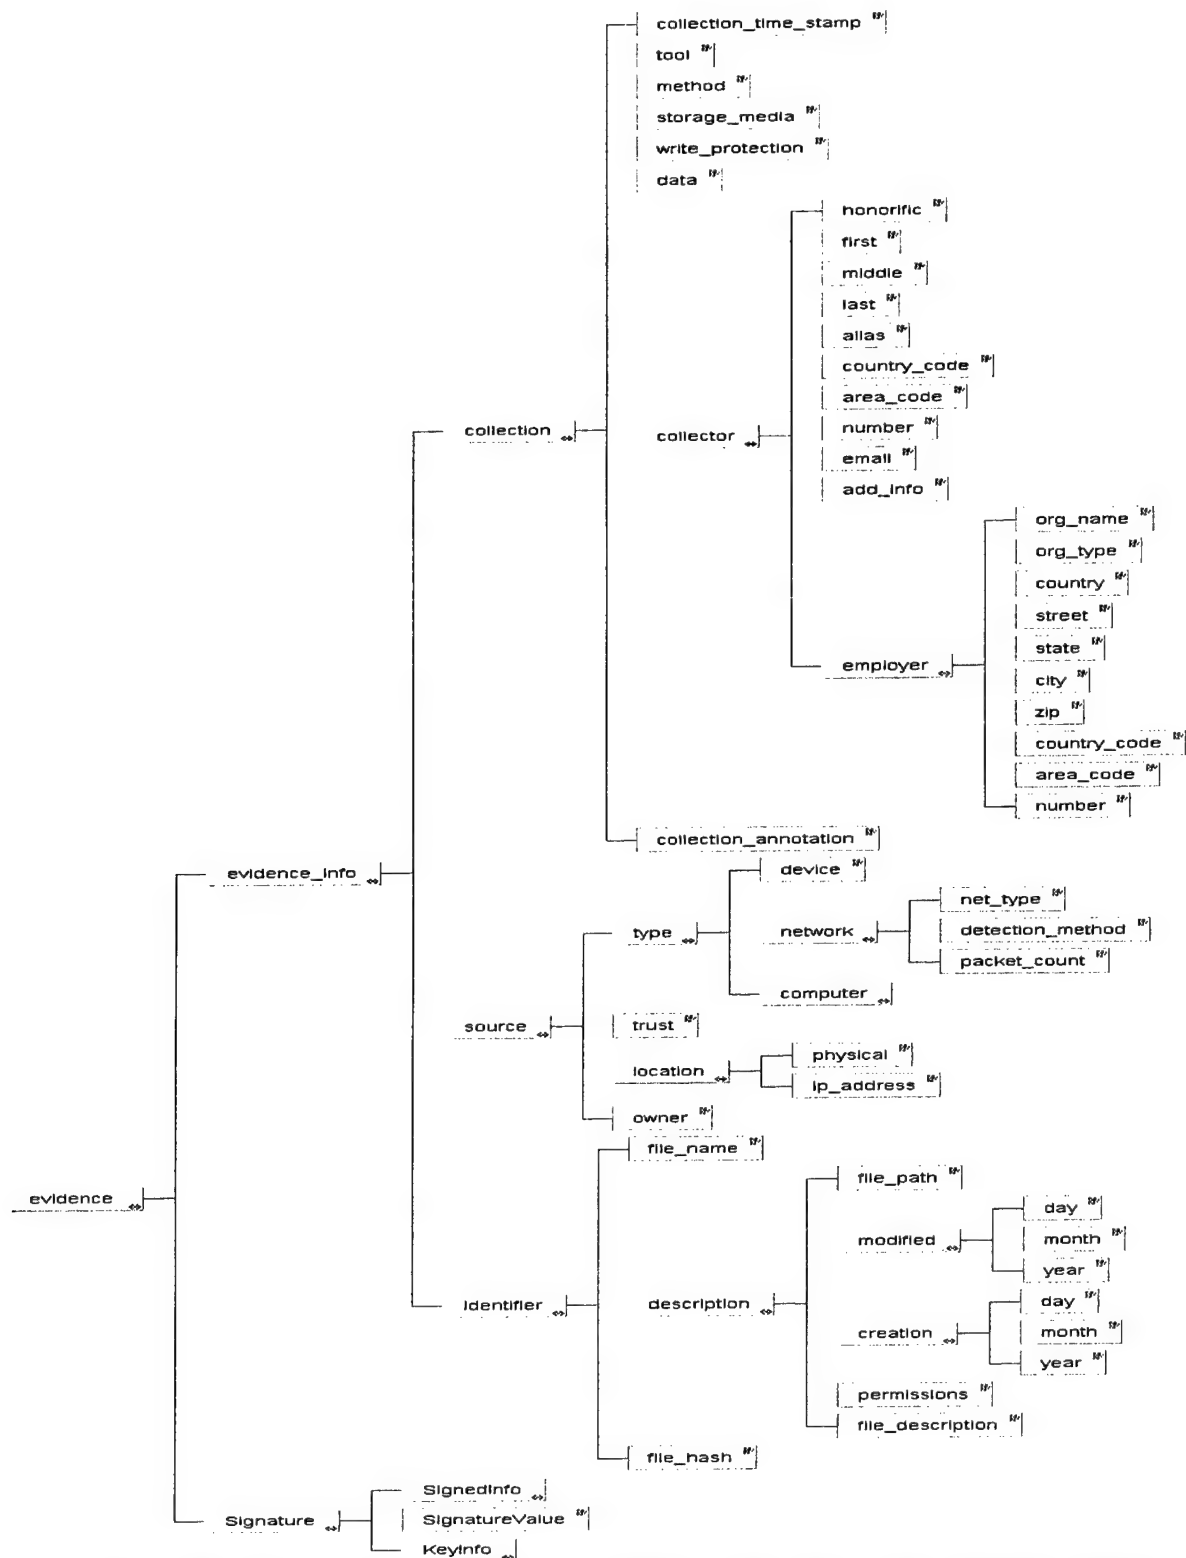 collection_time_stamp
tool
method
storage_media
write_protection
data
honorific
first
middle
last
alias
country_code
area_code
collection
collector
number
email
add_info
org_name
org_type
country
street
state
employer
city
zip
country_code
area_code
number
collection_annotation
evidence_info
device
net_type
type
network
detection_method
packet_count
computer
source
trust
physical
location
ip_address
owner
file_name
file_path
evidence
day
modified
month
year
identifier
description
day
creation
month
year
permissions
file_description
file_hash
SignedInfo
Signature
SignatureValue
KeyInfo